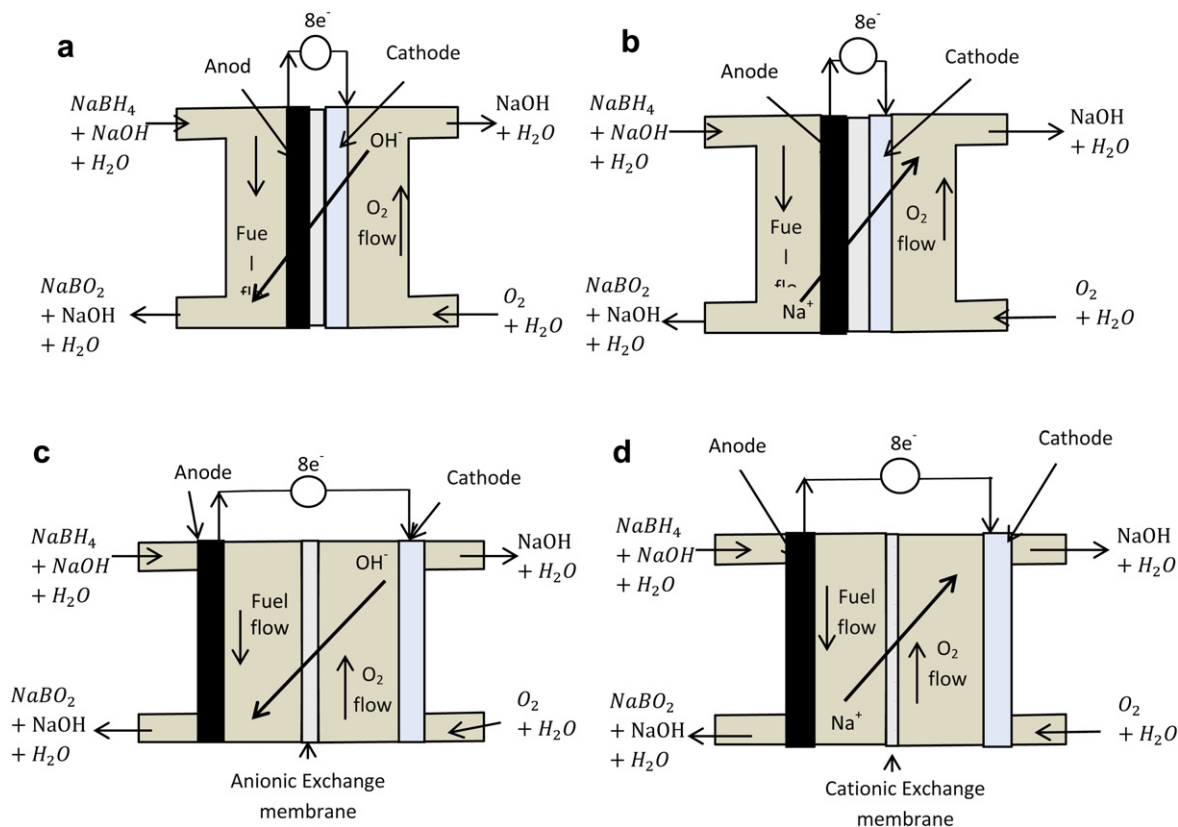 a
8e⁻
Anod
Cathode
NaBH₄
+ NaOH
+ H₂O
NaOH
+ H₂O
OH⁻
Fue
l
O₂
flow
NaBO₂
+ NaOH
+ H₂O
O₂
+ H₂O
b
8e⁻
Anode
Cathode
NaBH₄
+ NaOH
+ H₂O
NaOH
+ H₂O
Fue
l
O₂
flow
Na⁺
NaBO₂
+ NaOH
+ H₂O
O₂
+ H₂O
c
8e⁻
Anode
Cathode
NaBH₄
+ NaOH
+ H₂O
NaOH
+ H₂O
OH⁻
Fuel
flow
O₂
flow
NaBO₂
+ NaOH
+ H₂O
O₂
+ H₂O
Anionic Exchange
membrane
d
8e⁻
Anode
Cathode
NaBH₄
+ NaOH
+ H₂O
NaOH
+ H₂O
Fuel
flow
O₂
flow
Na⁺
NaBO₂
+ NaOH
+ H₂O
O₂
+ H₂O
Cationic Exchange
membrane